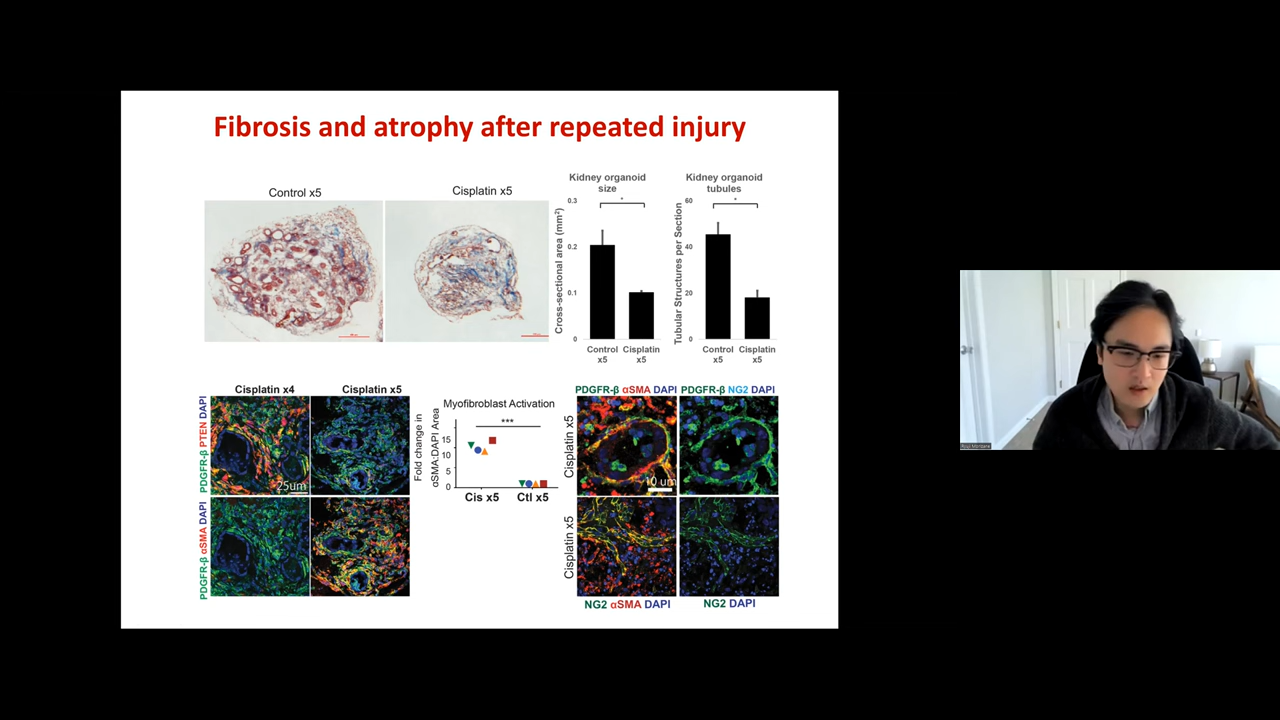 Fibrosis and atrophy after repeated injury
Control x5
Cisplatin x5
Kidney organoid
size
Cross-sectional area (mm²)
0.3
0.2
0.1
0
*
Control
x5
Cisplatin
x5
Kidney organoid
tubules
Tubular Structures per Section
60
40
20
0
*
Control
x5
Cisplatin
x5
Cisplatin x4
Cisplatin x5
PDGFR-β PTEN DAPI
25um
PDGFR-β αSMA DAPI
Myofibroblast Activation
Fold change in
αSMA:DAPI Area
15
10
5
0
***
Cis x5
Ctl x5
PDGFR-β αSMA DAPI
PDGFR-β NG2 DAPI
Cisplatin x5
10 um
Cisplatin x5
NG2 αSMA DAPI
NG2 DAPI